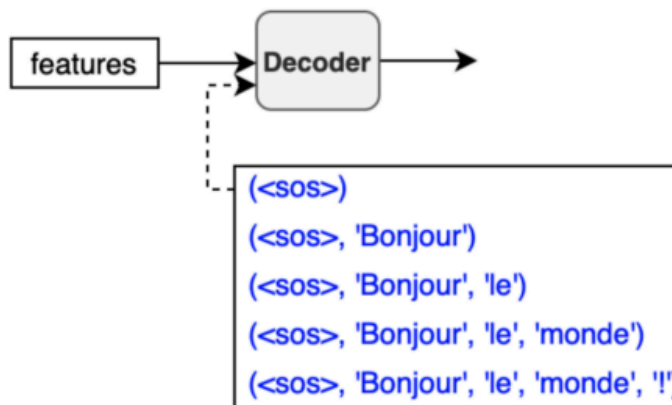 features
Decoder
(<sos>)
(<sos>, 'Bonjour')
(<sos>, 'Bonjour', 'le')
(<sos>, 'Bonjour', 'le', 'monde')
(<sos>, 'Bonjour', 'le', 'monde', '!'